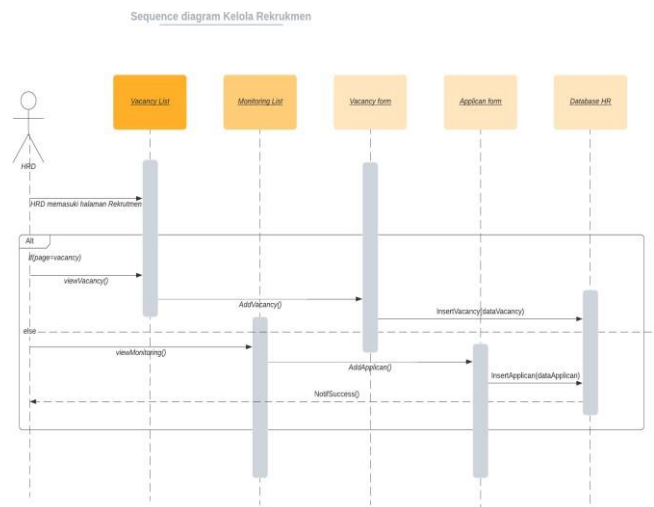 Sequence diagram Kelola Rekrukmen
Vacancy List
Monitoring List
Vacancy form
Applican form
Database HR
HRD
HRD memasuki halaman Rekrutmen
Alt
if(page=vacancy)
viewVacancy()
AddVacancy()
InsertVacancy(dataVacancy)
else
viewMonitoring()
AddApplican()
InsertApplican(dataApplican)
NotifSuccess()